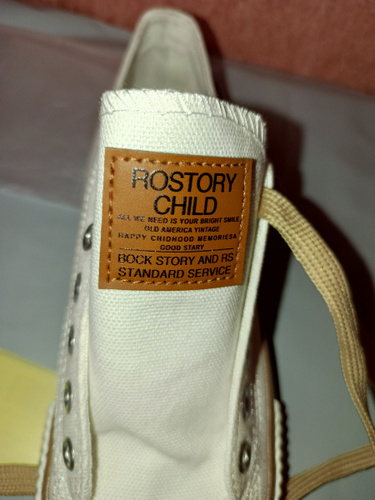 ROSTORY
CHILD
ALL WE NEED IS YOUR BRIGHT SMILE
OLD AMERICA VINTAGE
HAPPY CHIDHOOD MEMORIESA
GOOD STARY
BOCK STORY AND RS
STANDARD SERVICE